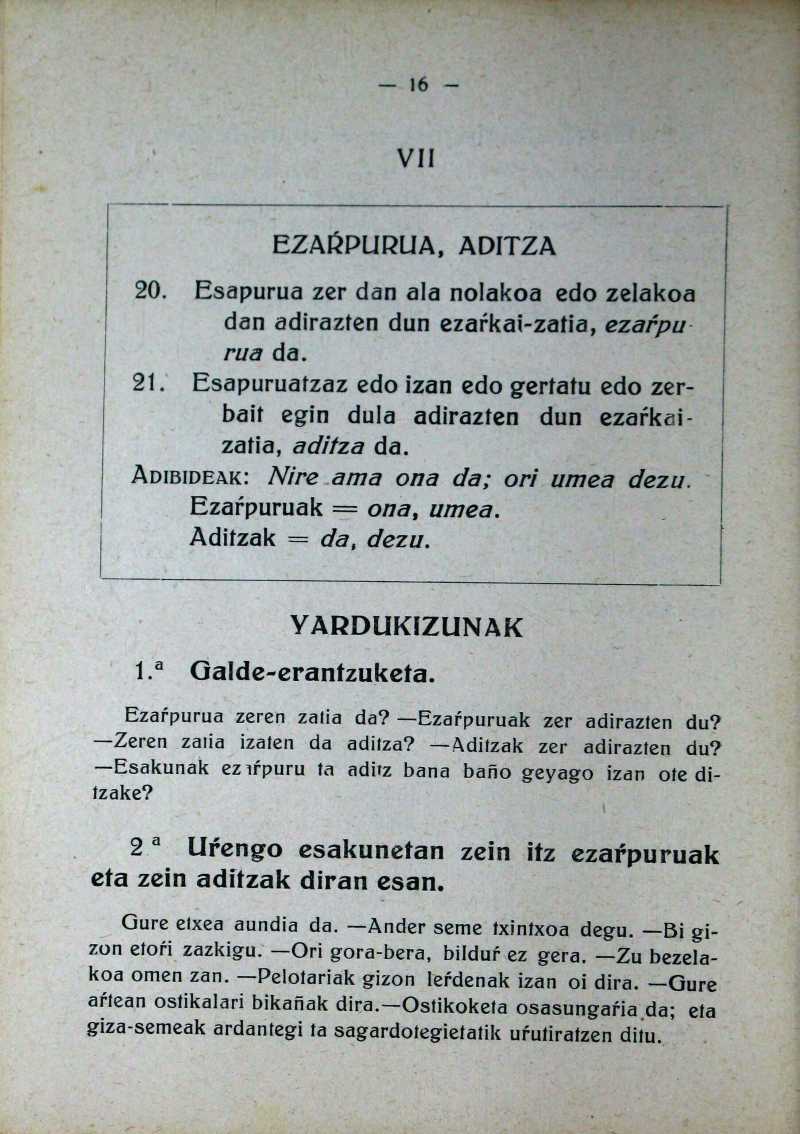 — 16 —
VII
EZAŔPURUA, ADITZA
20. Esapurua zer dan ala nolakoa edo zelakoa
dan adirazten dun ezaŕkai-zatia, ezaŕpu-
rua da.
21. Esapuruatzaz edo izan edo gertatu edo zer-
bait egin dula adirazten dun ezaŕkai-
zatia, aditza da.
ADIBIDEAK: Nire ama ona da; ori umea dezu.
Ezaŕpuruak = ona, umea.
Aditzak = da, dezu.
YARDUKIZUNAK
1.ª Galde-erantzuketa.
Ezaŕpurua zeren zatia da? —Ezaŕpuruak zer adirazten du?
—Zeren zatia izaten da aditza? —Aditzak zer adirazten du?
—Esakunak ezaŕpuru ta aditz bana baño geyago izan ote di-
tzake?
2ª Uŕengo esakunetan zein itz ezaŕpuruak
eta zein aditzak diran esan.
Gure etxea aundia da. —Ander seme txintxoa degu. —Bi gi-
zon etoŕi zazkigu. —Ori gora-bera, bilduŕ ez gera. —Zu bezela-
koa omen zan. —Pelotariak gizon leŕdenak izan oi dira. —Gure
aŕtean ostikalari bikañak dira.—Ostikoketa osasungaŕia da; eta
giza-semeak ardantegi ta sagardotegietatik uŕutiratzen ditu.